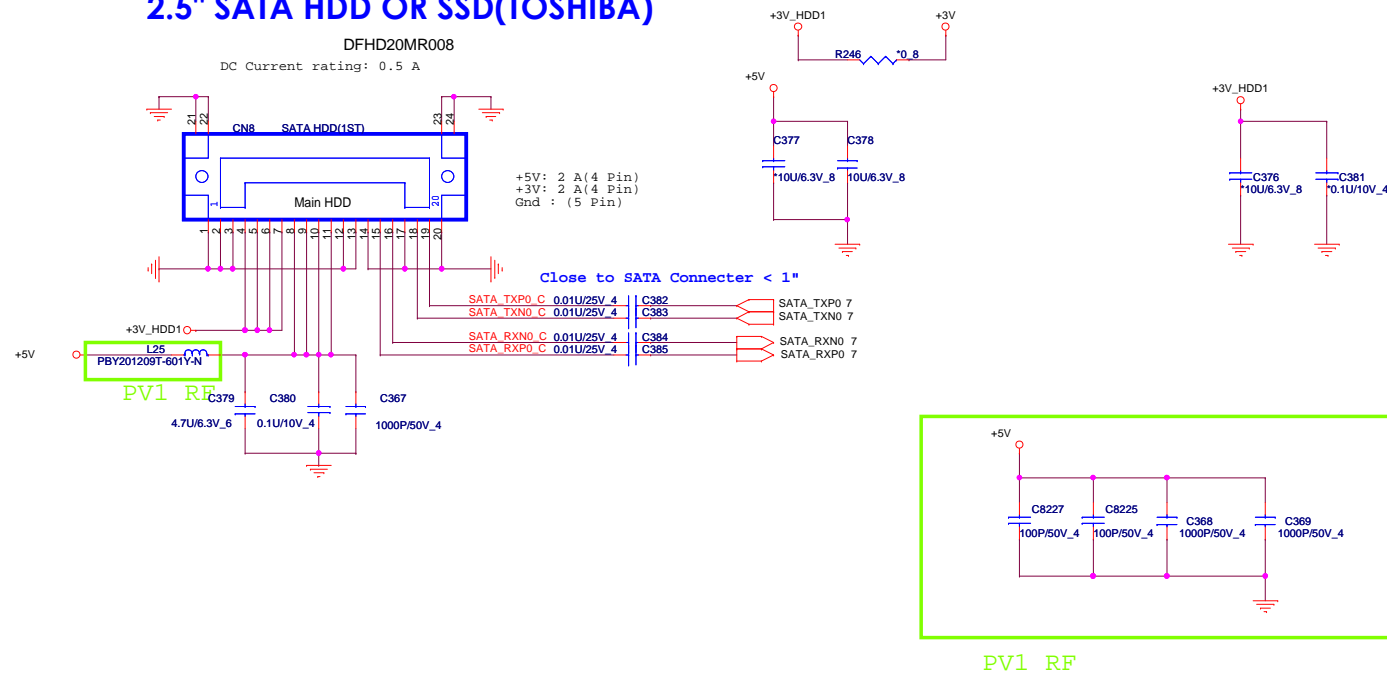 2.5" SATA HDD OR SSD(TOSHIBA)
DFHD20MR008
DC Current rating: 0.5 A
21
22
23
24
CN8 SATA HDD(1ST)
1
20
Main HDD
1 2 3 4 5 6 7 8 9 10 11 12 13 14 15 16 17 18 19 20
+5V: 2 A(4 Pin)
+3V: 2 A(4 Pin)
Gnd : (5 Pin)
+3V_HDD1
+3V
R246 *0_8
+5V
C377
*10U/6.3V_8
C378
10U/6.3V_8
+3V_HDD1
C376
*10U/6.3V_8
C381
*0.1U/10V_4
Close to SATA Connecter < 1"
SATA_TXP0_C 0.01U/25V_4 C382 SATA_TXP0 7
SATA_TXN0_C 0.01U/25V_4 C383 SATA_TXN0 7
SATA_RXN0_C 0.01U/25V_4 C384 SATA_RXN0 7
SATA_RXP0_C 0.01U/25V_4 C385 SATA_RXP0 7
+3V_HDD1
+5V
L25
PBY201209T-601Y-N
PV1 RF
C379
4.7U/6.3V_6
C380
0.1U/10V_4
C367
1000P/50V_4
+5V
C8227
100P/50V_4
C8225
100P/50V_4
C368
1000P/50V_4
C369
1000P/50V_4
PV1 RF